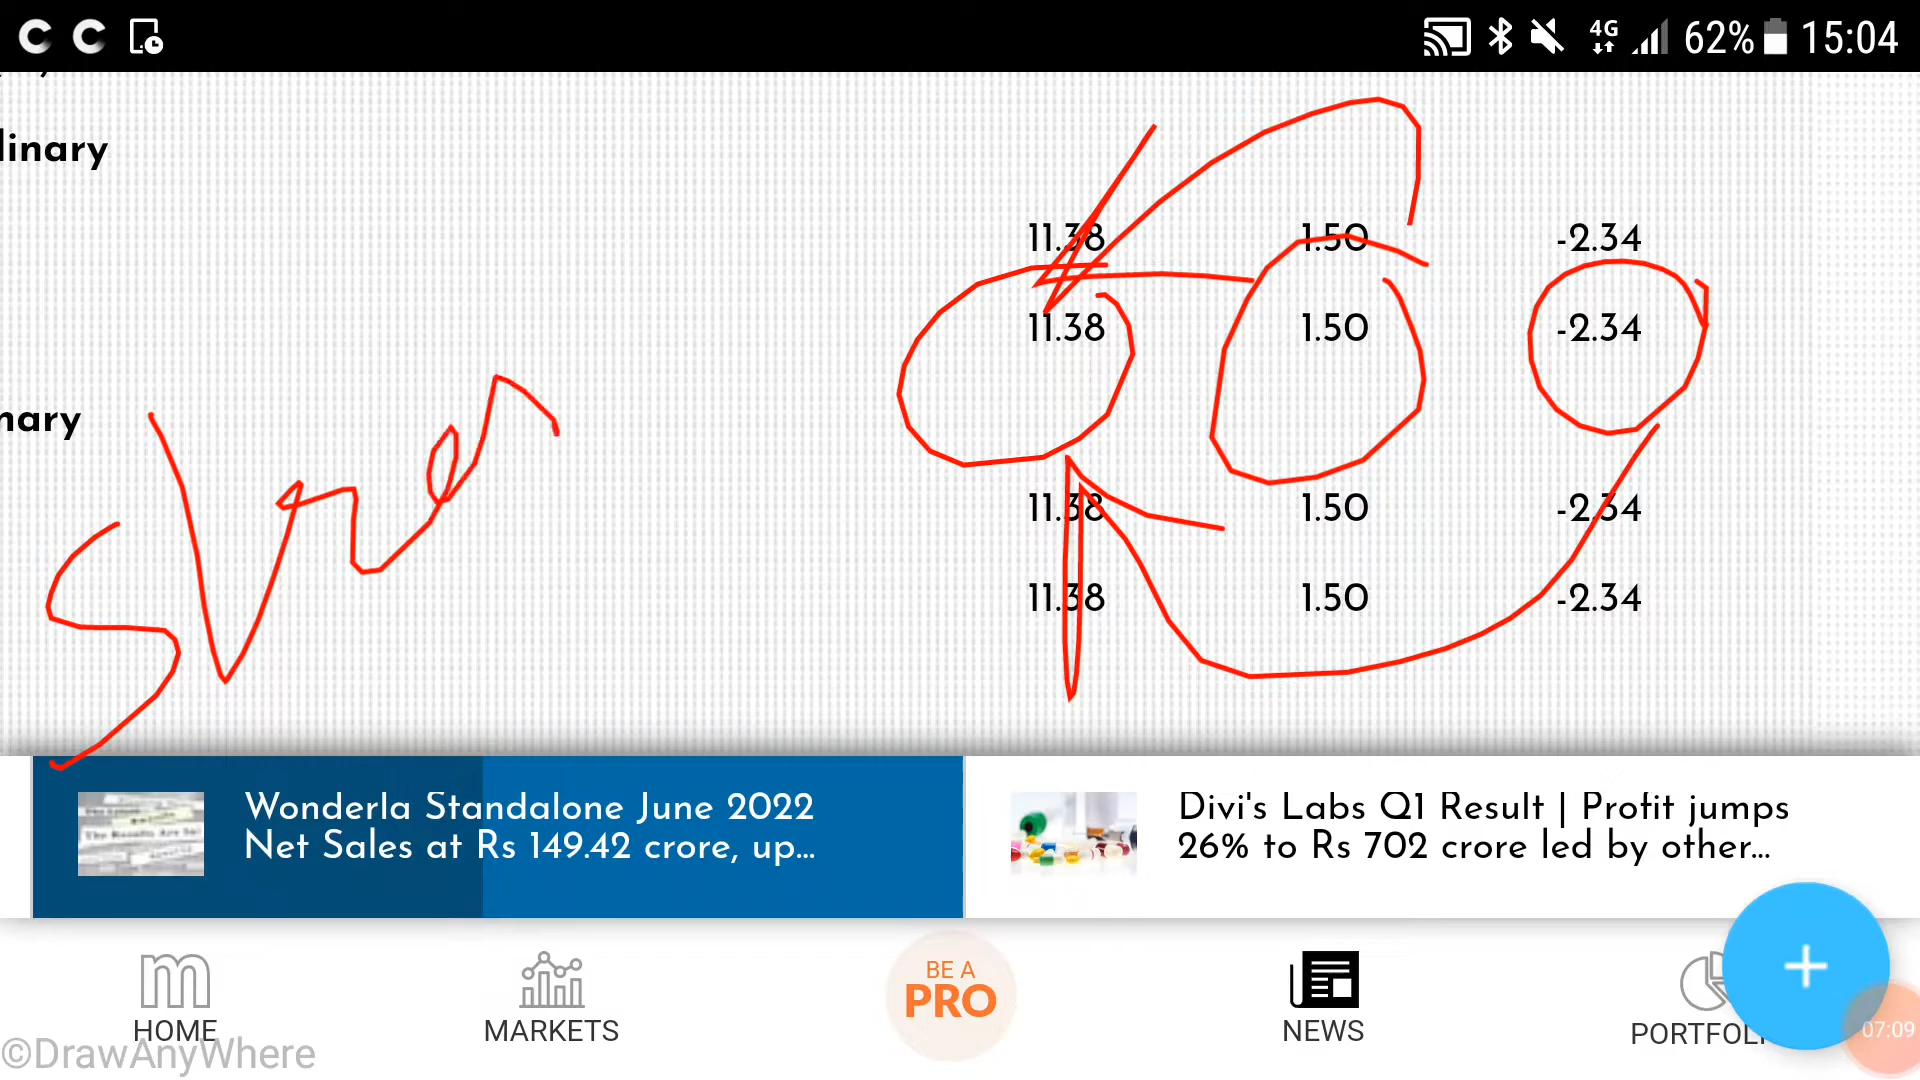 4G 62% 15:04
linary
11.38 1.50 -2.34
11.38 1.50 -2.34
nary
11.38 1.50 -2.34
11.38 1.50 -2.34
Wonderla Standalone June 2022
Net Sales at Rs 149.42 crore, up...
Divi's Labs Q1 Result | Profit jumps
26% to Rs 702 crore led by other...
HOME
MARKETS
BE A
PRO
NEWS
PORTFOLI
07:09
©DrawAnyWhere